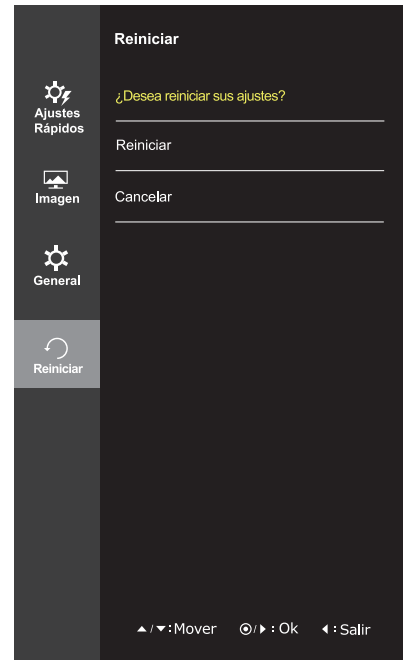 Reiniciar
¿Desea reiniciar sus ajustes?
Reiniciar
Cancelar
Ajustes
Rápidos
Imagen
General
Reiniciar
▲/▼:Mover ⦿/▶:Ok ◀:Salir